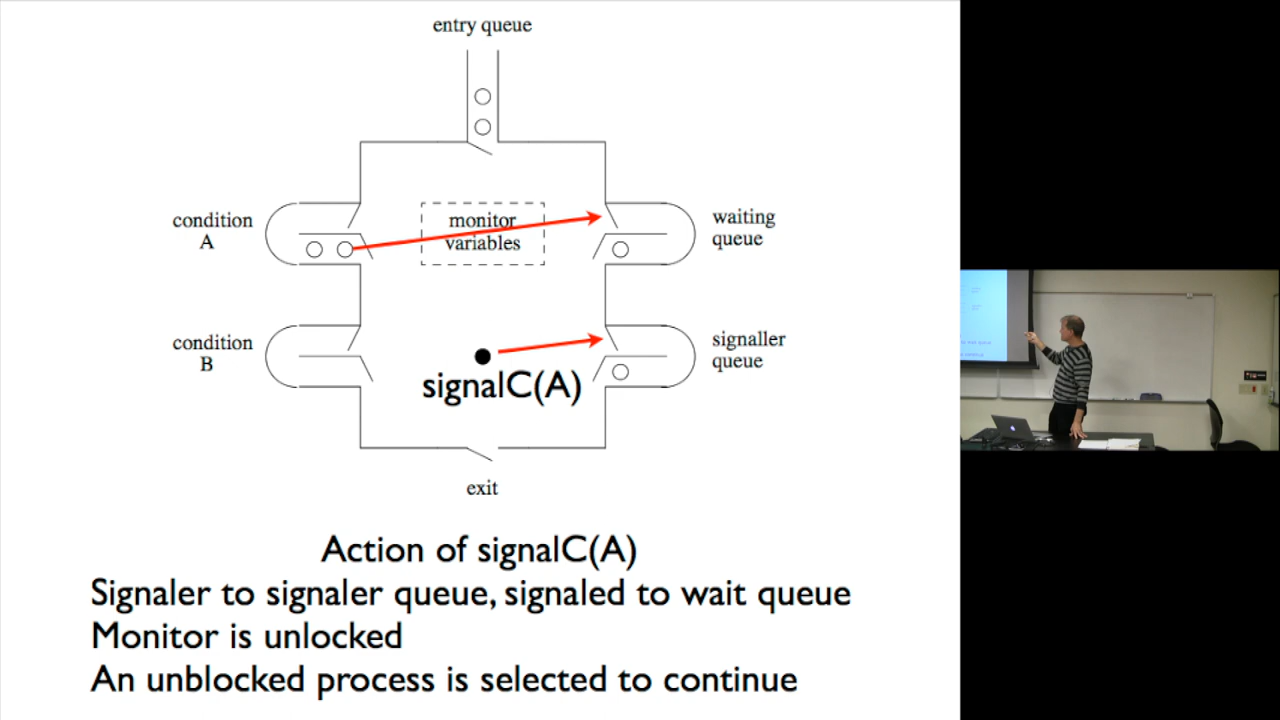 entry queue
condition
A
monitor
variables
waiting
queue
condition
B
signaller
queue
signalC(A)
exit
Action of signalC(A)
Signaler to signaler queue, signaled to wait queue
Monitor is unlocked
An unblocked process is selected to continue